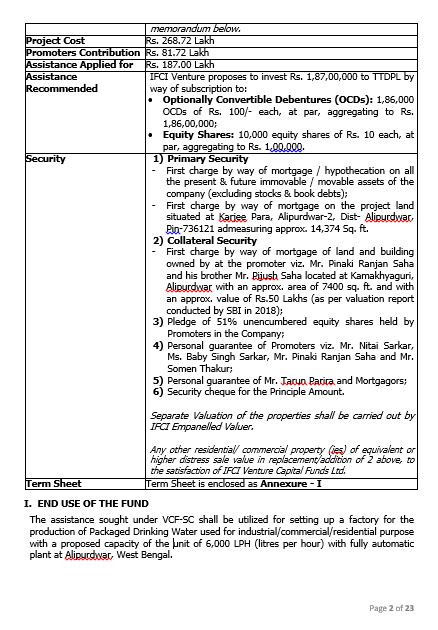 memorandum below.
Project Cost Rs. 268.72 Lakh
Promoters Contribution Rs. 81.72 Lakh
Assistance Applied for Rs. 187.00 Lakh
Assistance Recommended
IFCI Venture proposes to invest Rs. 1,87,00,000 to TTDPL by
way of subscription to:
• Optionally Convertible Debentures (OCDs): 1,86,000
OCDs of Rs. 100/- each, at par, aggregating to Rs.
1,86,00,000;
• Equity Shares: 10,000 equity shares of Rs. 10 each, at
par, aggregating to Rs. 1,00,000.
Security
1) Primary Security
- First charge by way of mortgage / hypothecation on all
the present & future immovable / movable assets of the
company (excluding stocks & book debts);
- First charge by way of mortgage on the project land
situated at Karjee Para, Alipurdwar-2, Dist- Alipurdwar,
Pin-736121 admeasuring approx. 14,374 Sq. ft.
2) Collateral Security
- First charge by way of mortgage of land and building
owned by at the promoter viz. Mr. Pinaki Ranjan Saha
and his brother Mr. Pijush Saha located at Kamakhyaguri,
Alipurdwar with an approx. area of 7400 sq. ft. and with
an approx. value of Rs.50 Lakhs (as per valuation report
conducted by SBI in 2018);
3) Pledge of 51% unencumbered equity shares held by
Promoters in the Company;
4) Personal guarantee of Promoters viz. Mr. Nitai Sarkar,
Ms. Baby Singh Sarkar, Mr. Pinaki Ranjan Saha and Mr.
Somen Thakur;
5) Personal guarantee of Mr. Tarun Parira and Mortgagors;
6) Security cheque for the Principle Amount.
Separate Valuation of the properties shall be carried out by
IFCI Empanelled Valuer.
Any other residential/ commercial property (ies) of equivalent or
higher distress sale value in replacement/addition of 2 above, to
the satisfaction of IFCI Venture Capital Funds Ltd.
Term Sheet Term Sheet is enclosed as Annexure - I
I. END USE OF THE FUND
The assistance sought under VCF-SC shall be utilized for setting up a factory for the
production of Packaged Drinking Water used for industrial/commercial/residential purpose
with a proposed capacity of the unit of 6,000 LPH (litres per hour) with fully automatic
plant at Alipurdwar, West Bengal.
Page 2 of 23